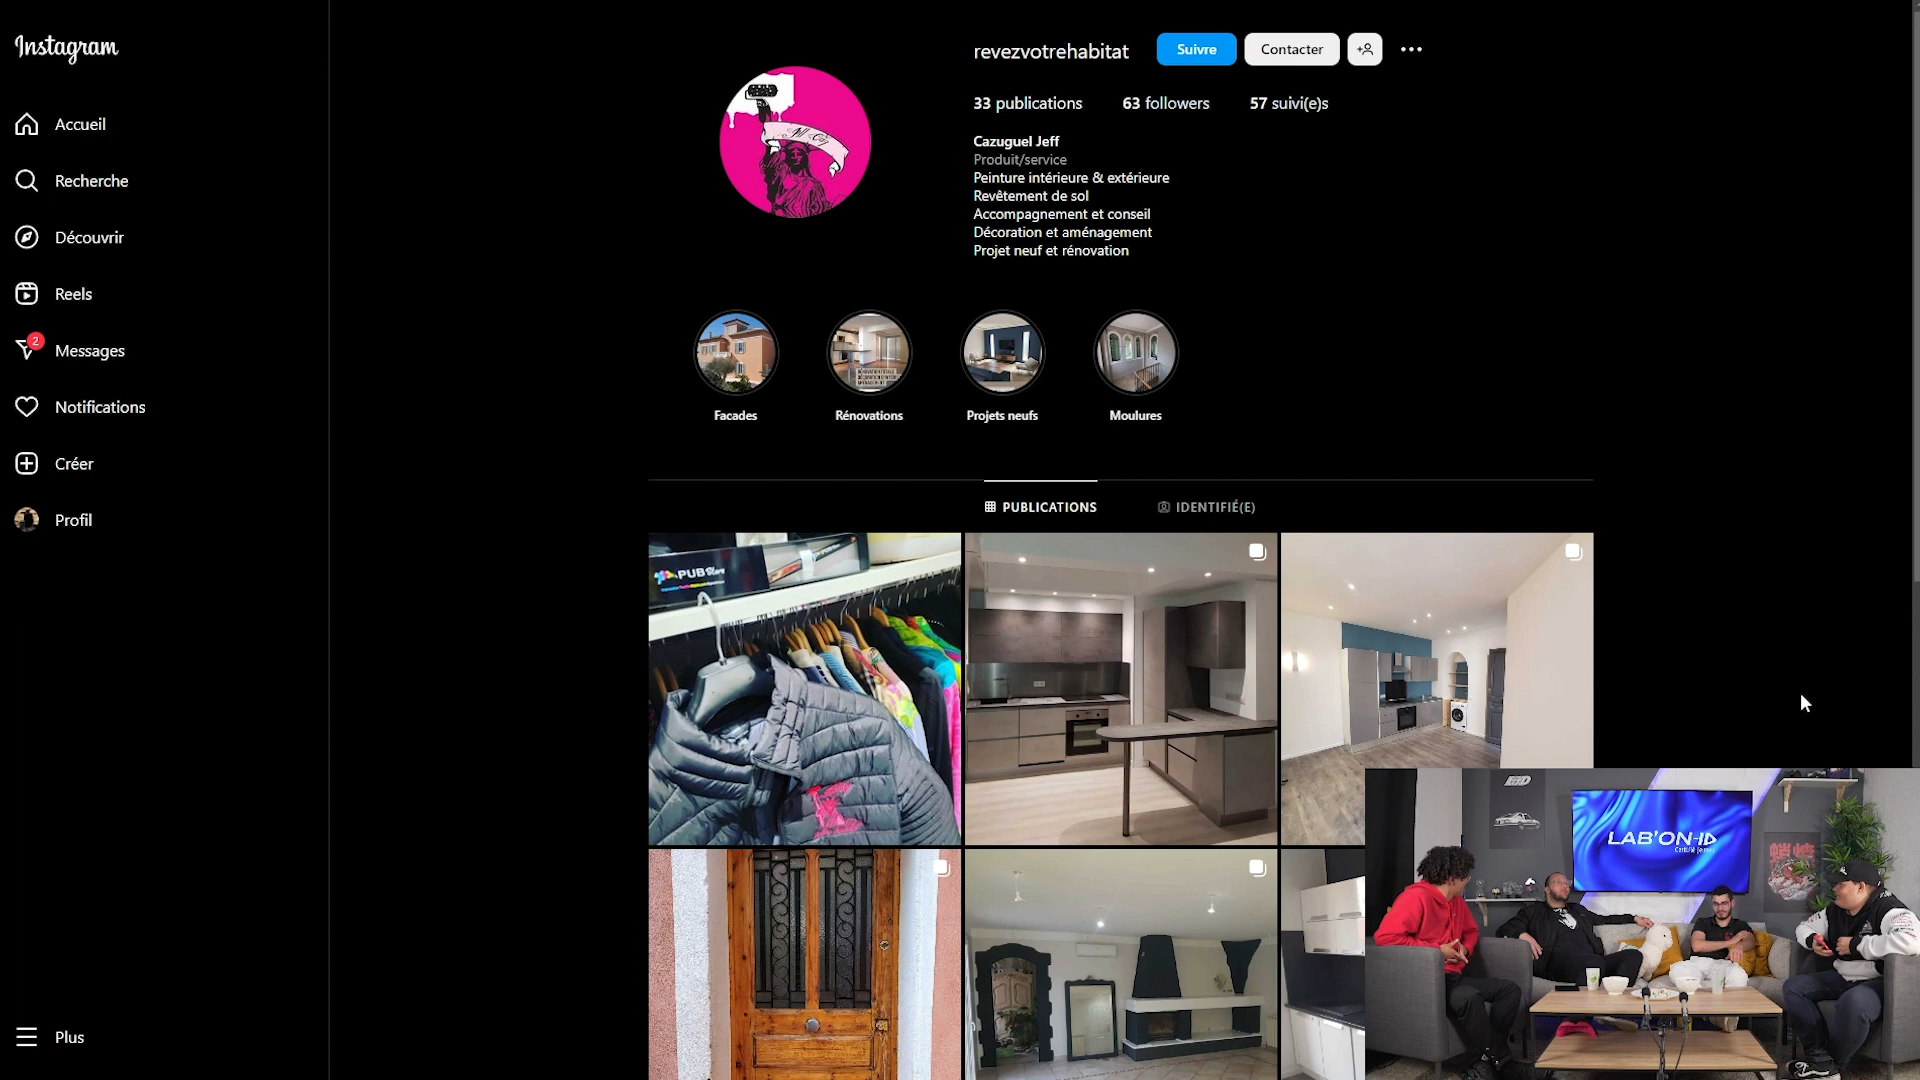 Instagram
Accueil
Recherche
Découvrir
Reels
2
Messages
Notifications
Créer
Profil
Plus
revezvotrehabitat
Suivre
Contacter
33 publications
63 followers
57 suivi(e)s
Cazuguel Jeff
Produit/service
Peinture intérieure & extérieure
Revêtement de sol
Accompagnement et conseil
Décoration et aménagement
Projet neuf et rénovation
Facades
Rénovations
Projets neufs
Moulures
PUBLICATIONS
IDENTIFIÉ(E)
PUB Store
LAB'ON-ID